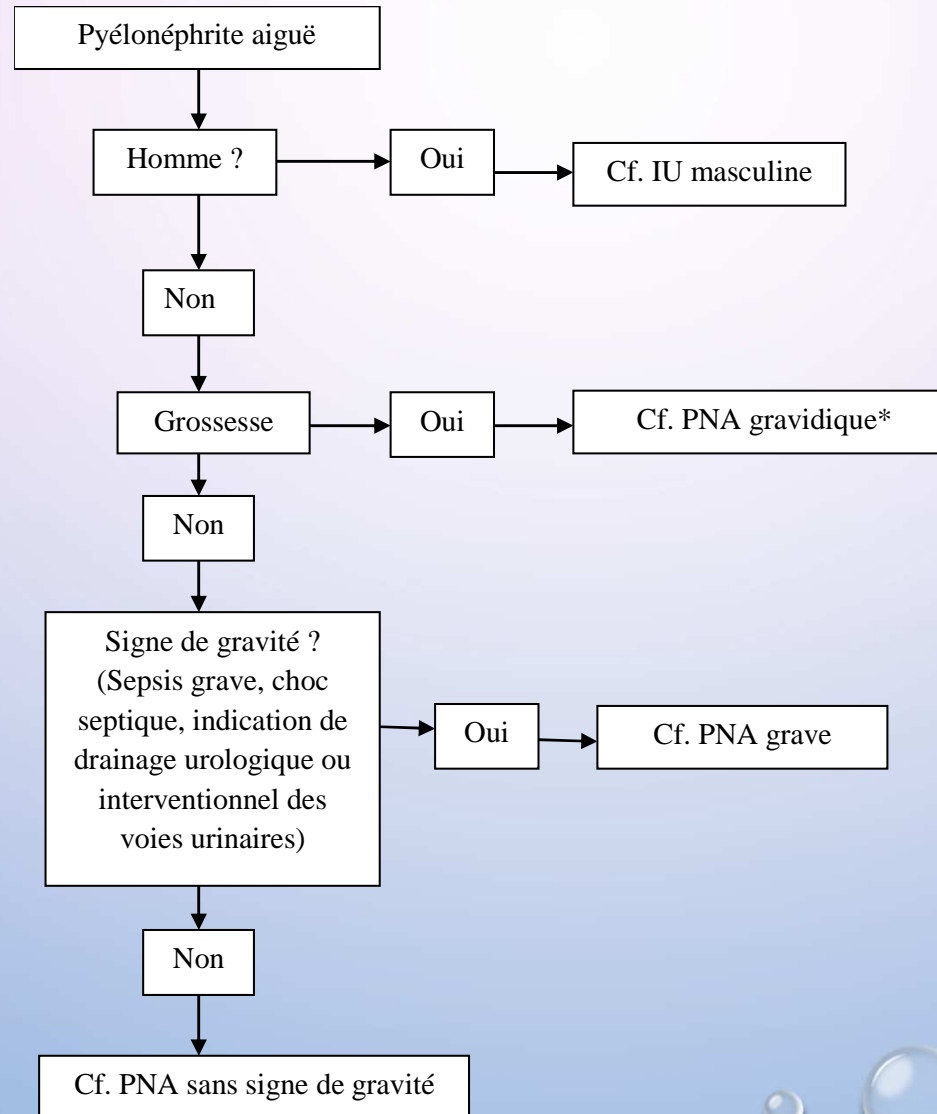 Pyélonéphrite aiguë
Homme ?
Oui
Cf. IU masculine
Non
Grossesse
Oui
Cf. PNA gravidique*
Non
Signe de gravité ?
(Sepsis grave, choc
septique, indication de
drainage urologique ou
interventionnel des
voies urinaires)
Oui
Cf. PNA grave
Non
Cf. PNA sans signe de gravité